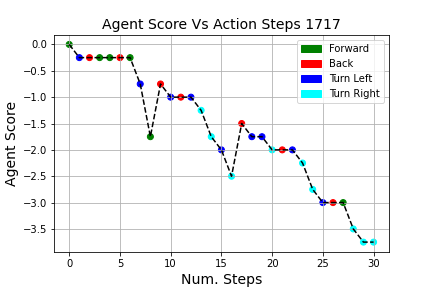 Agent Score Vs Action Steps 1717
Agent Score
0.0
−0.5
−1.0
−1.5
−2.0
−2.5
−3.0
−3.5
Forward
Back
Turn Left
Turn Right
0 5 10 15 20 25 30
Num. Steps